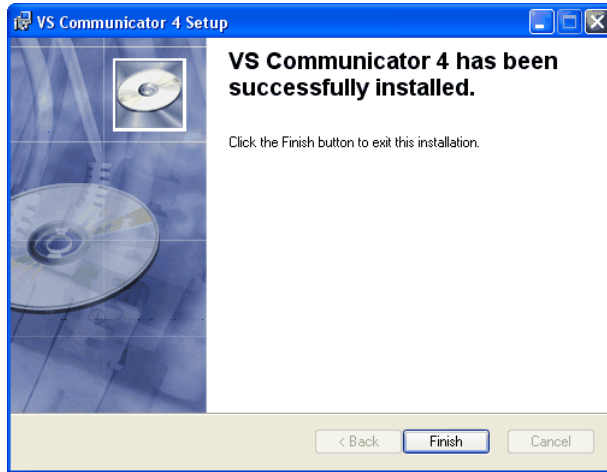 VS Communicator 4 Setup
VS Communicator 4 has been
successfully installed.
Click the Finish button to exit this installation.
< Back
Finish
Cancel